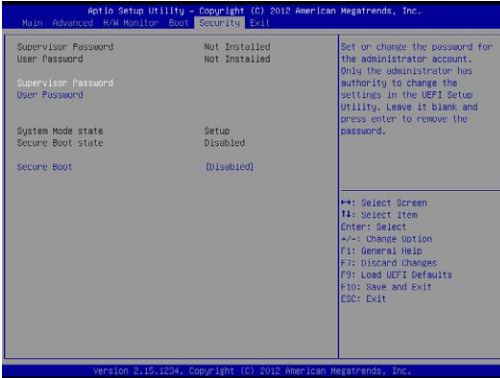 Aptio Setup Utility - Copyright (C) 2012 American Megatrends, Inc.
Main Advanced H/W Monitor Boot Security Exit
Supervisor Password Not Installed
User Password Not Installed
Supervisor Password
User Password
System Mode state Setup
Secure Boot state Disabled
Secure Boot [Disabled]
Set or change the password for
the administrator account.
Only the administrator has
authority to change the
settings in the UEFI Setup
Utility. Leave it blank and
press enter to remove the
password.
↔: Select Screen
↑↓: Select Item
Enter: Select
+/-: Change Option
F1: General Help
F7: Discard Changes
F9: Load UEFI Defaults
F10: Save and Exit
ESC: Exit
Version 2.15.1234. Copyright (C) 2012 American Megatrends, Inc.